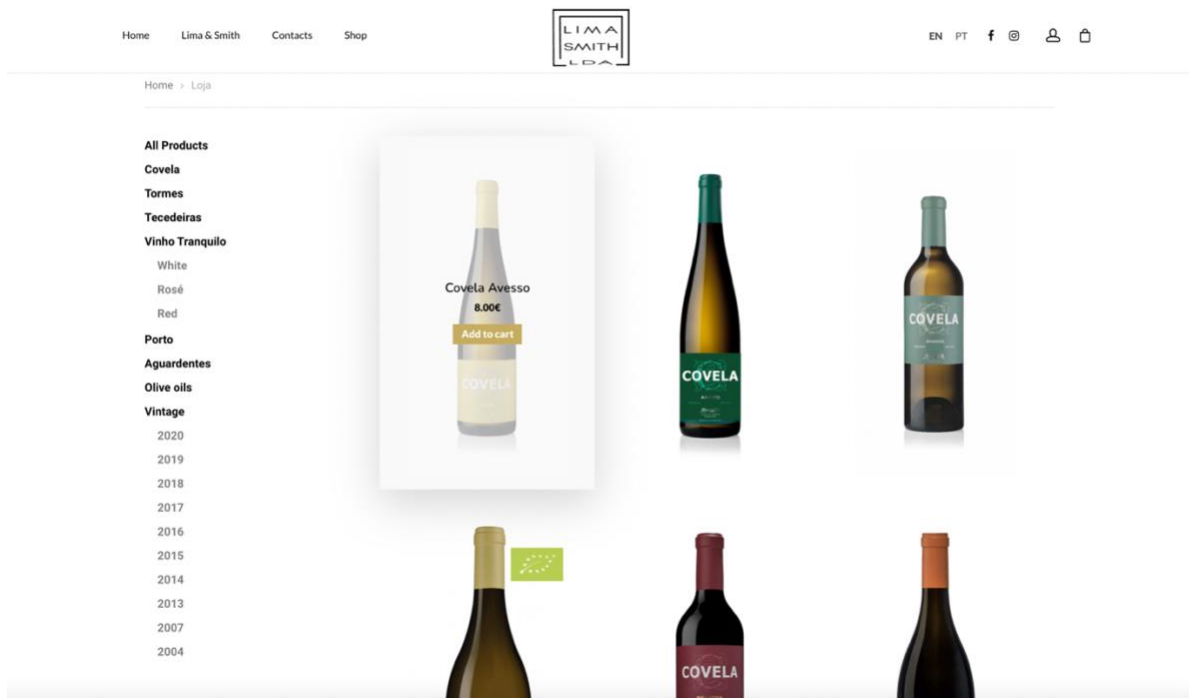 Home Lima & Smith Contacts Shop
LIMA
SMITH
LDA
EN PT
Home › Loja
All Products
Covela
Tormes
Tecedeiras
Vinho Tranquilo
White
Rosé
Red
Porto
Aguardentes
Olive oils
Vintage
2020
2019
2018
2017
2016
2015
2014
2013
2007
2004
Covela Avesso
8.00€
Add to cart
COVELA
COVELA
COVELA
COVELA